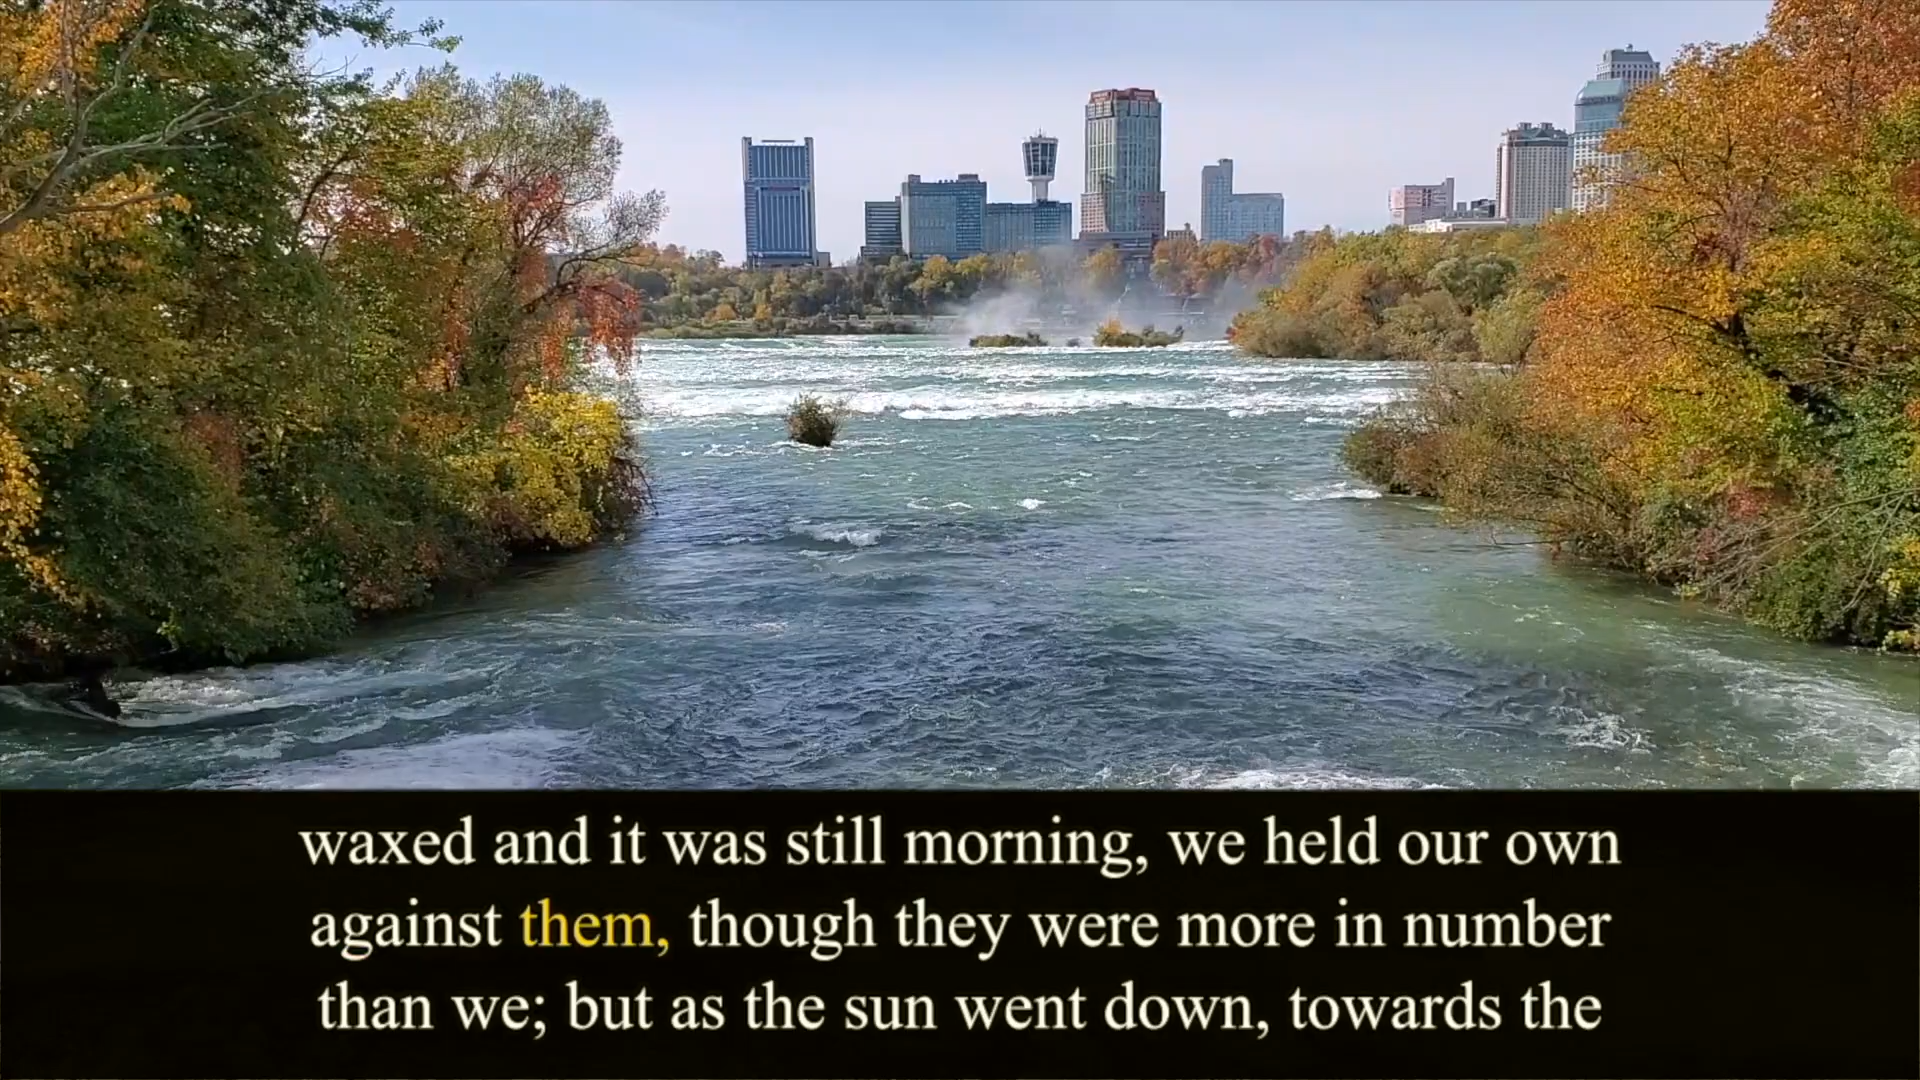 waxed and it was still morning, we held our own
against them, though they were more in number
than we; but as the sun went down, towards the